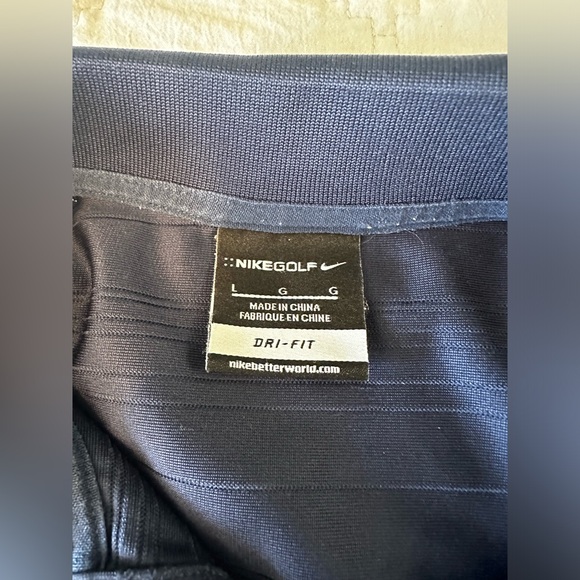 NIKEGOLF
L G G
MADE IN CHINA
FABRIQUE EN CHINE
DRI-FIT
nikebetterworld.com